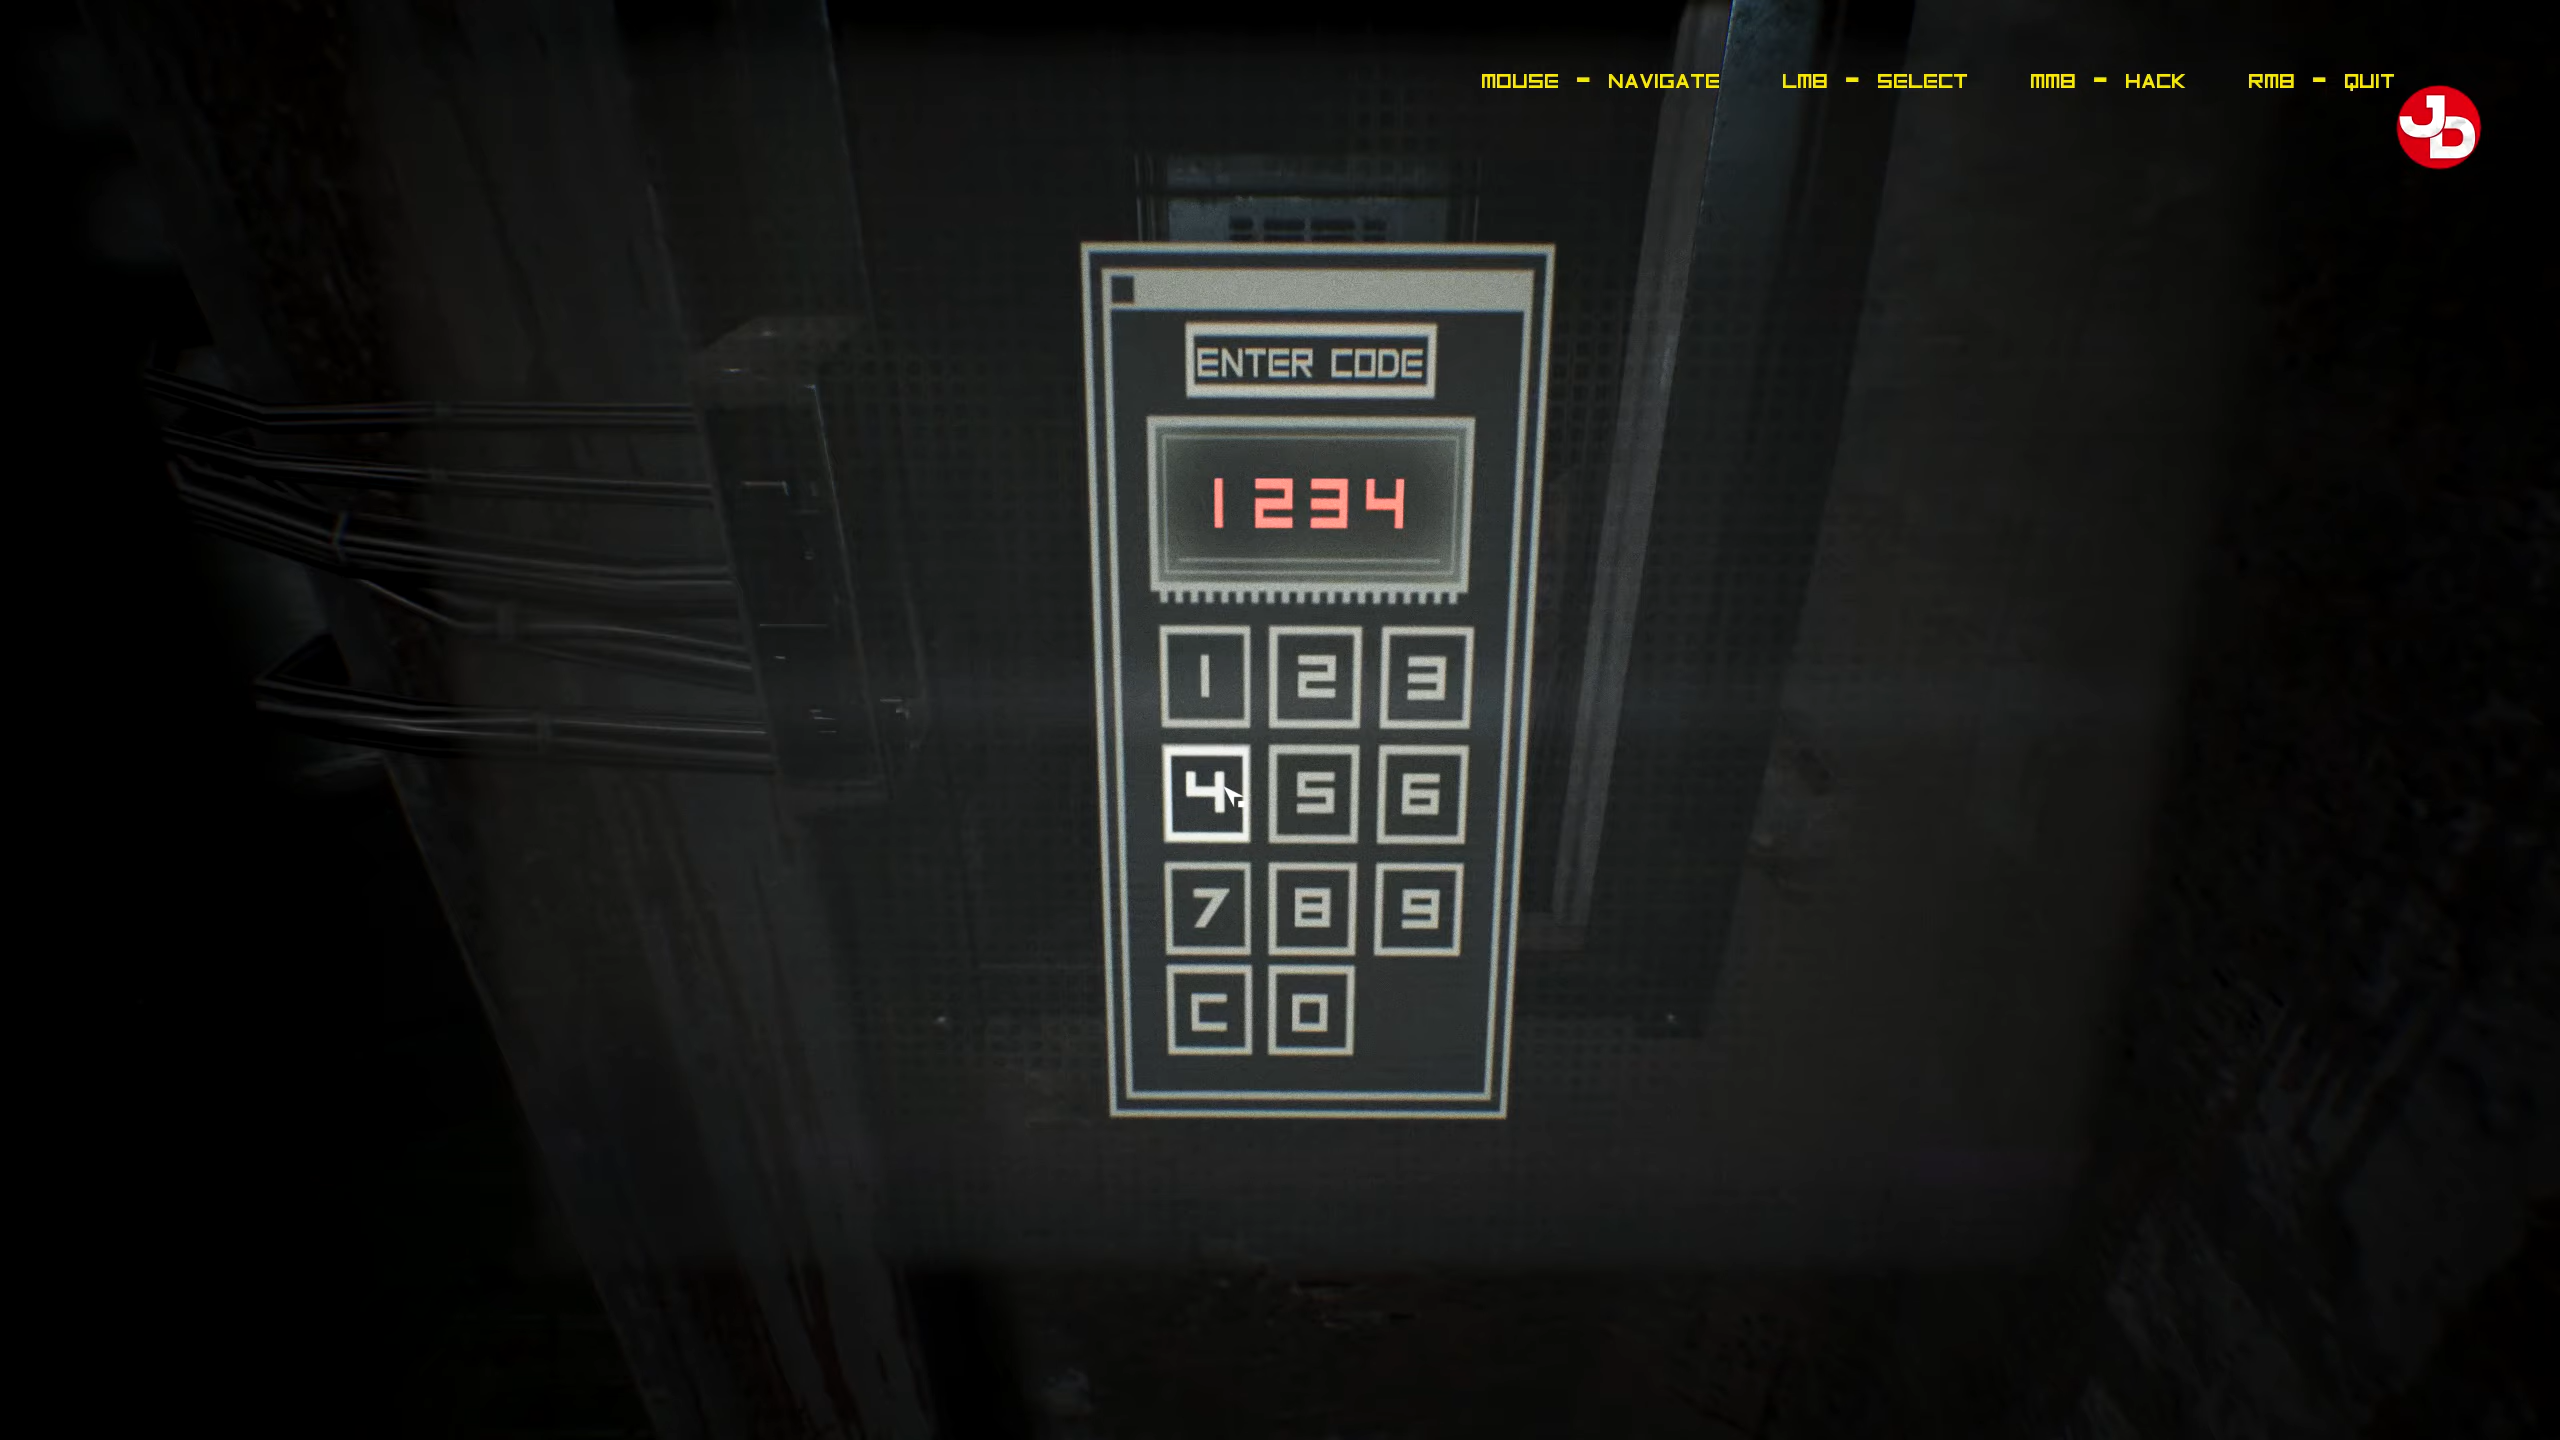 MOUSE - NAVIGATE LMB - SELECT MMB - HACK RMB - QUIT
JD
ENTER CODE
1234
1 2 3
4 5 6
7 8 9
C 0